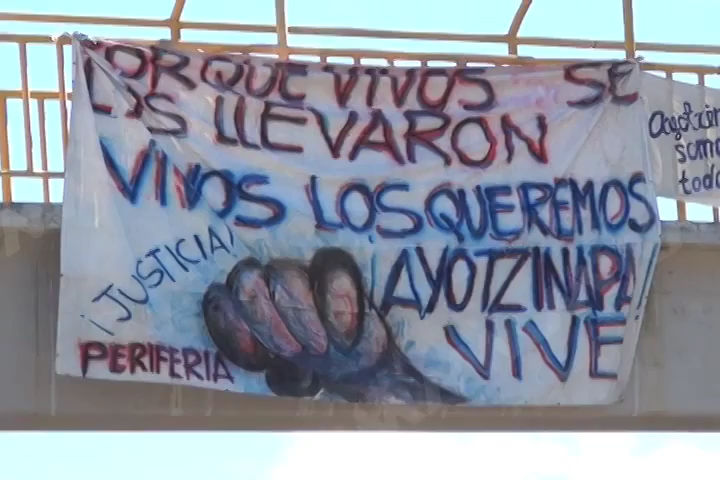 PORQUE VIVOS SE
LOS LLEVARON
VIVOS LOS QUEREMOS
¡JUSTICIA!
¡AYOTZINAPA!
VIVE
PERIFERIA